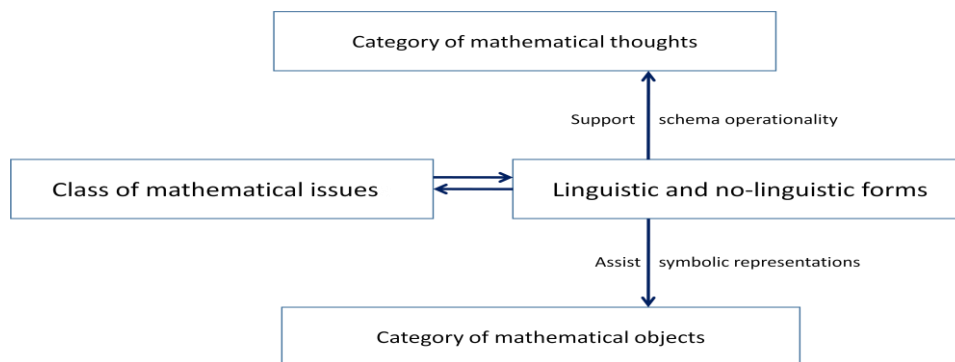 Category of mathematical thoughts
Support schema operationality
Class of mathematical issues
Linguistic and no-linguistic forms
Assist symbolic representations
Category of mathematical objects